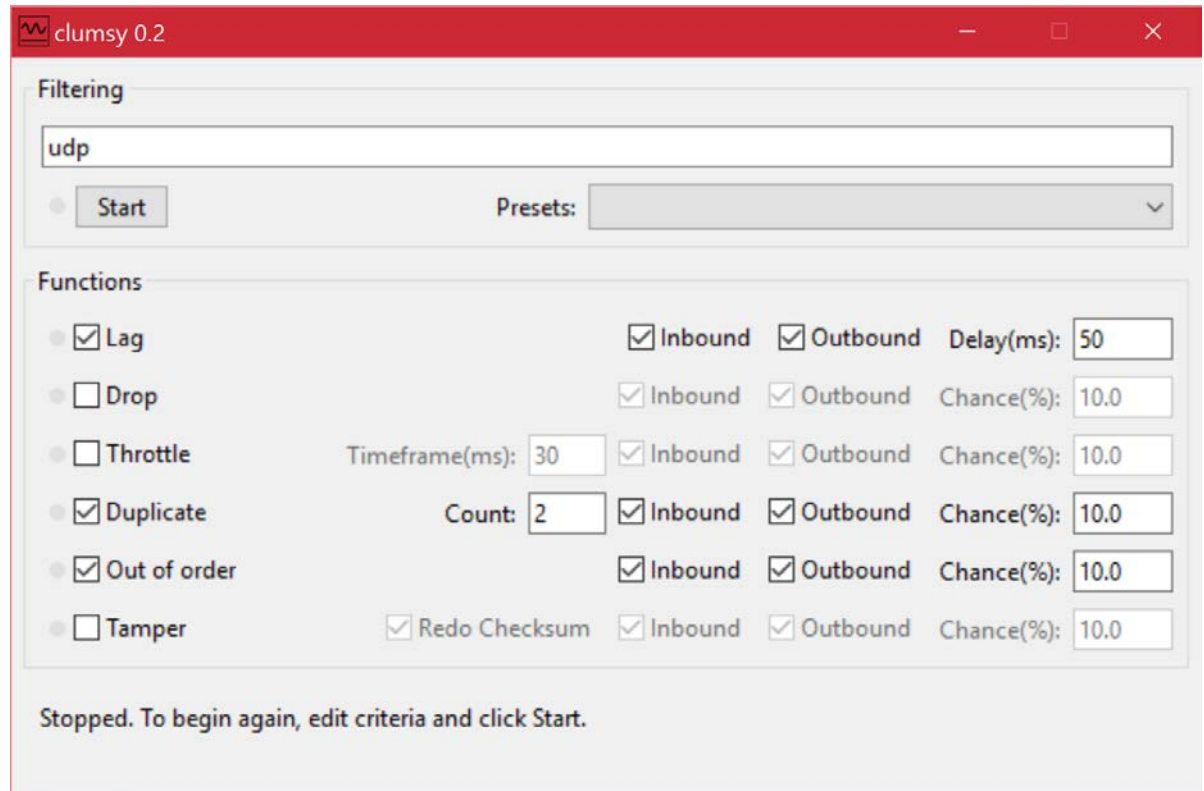 clumsy 0.2
Filtering
udp
Start Presets:
Functions
Lag Inbound Outbound Delay(ms): 50
Drop Inbound Outbound Chance(%): 10.0
Throttle Timeframe(ms): 30 Inbound Outbound Chance(%): 10.0
Duplicate Count: 2 Inbound Outbound Chance(%): 10.0
Out of order Inbound Outbound Chance(%): 10.0
Tamper Redo Checksum Inbound Outbound Chance(%): 10.0
Stopped. To begin again, edit criteria and click Start.